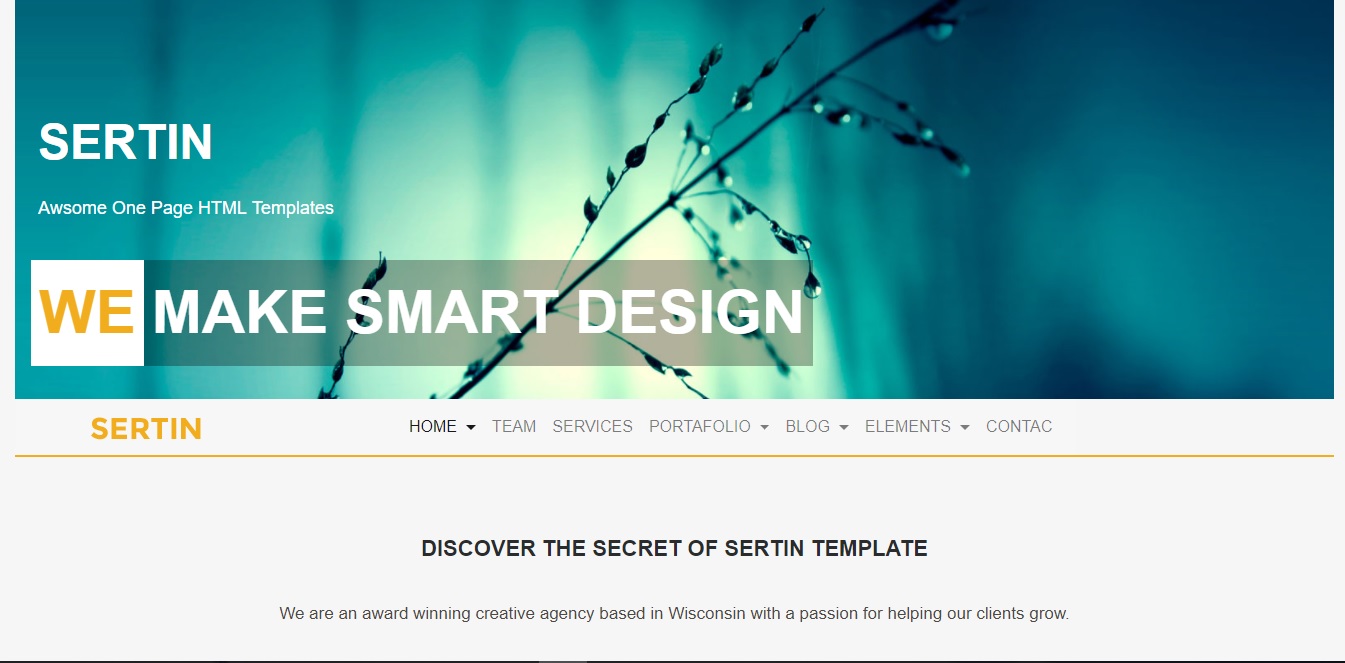 SERTIN
Awsome One Page HTML Templates
WE MAKE SMART DESIGN
SERTIN HOME TEAM SERVICES PORTAFOLIO BLOG ELEMENTS CONTAC
DISCOVER THE SECRET OF SERTIN TEMPLATE
We are an award winning creative agency based in Wisconsin with a passion for helping our clients grow.